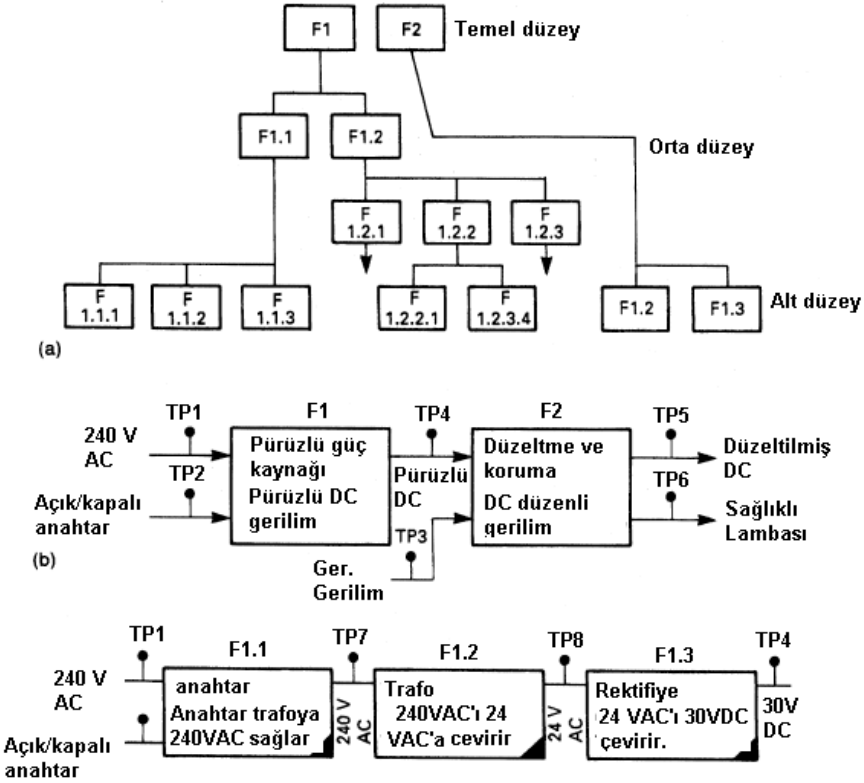 F1
F2
Temel düzey
F1.1
F1.2
Orta düzey
F
1.2.1
F
1.2.2
F
1.2.3
F
1.1.1
F
1.1.2
F
1.1.3
F
1.2.2.1
F
1.2.3.4
F1.2
F1.3
Alt düzey
(a)
TP1
F1
TP4
F2
TP5
240 V
AC
Pürüzlü güç
kaynağı
Pürüzlü DC
gerilim
Pürüzlü
DC
Düzeltme ve
koruma
DC düzenli
qerilim
Düzeltilmiş
DC
TP2
TP6
Açık/kapalı
anahtar
TP3
Sağlıklı
Lambası
(b)
Ger.
Gerilim
TP1
F1.1
TP7
F1.2
TP8
F1.3
TP4
240 V
AC
anahtar
Anahtar trafoya
240VAC sağlar
240 V
AC
Trafo
240VAC'ı 24
VAC'a cevirir
24 V
AC
Rektifiye
24 VAC'ı 30VDC
çevirir.
30V
DC
Açık/kapalı
anahtar